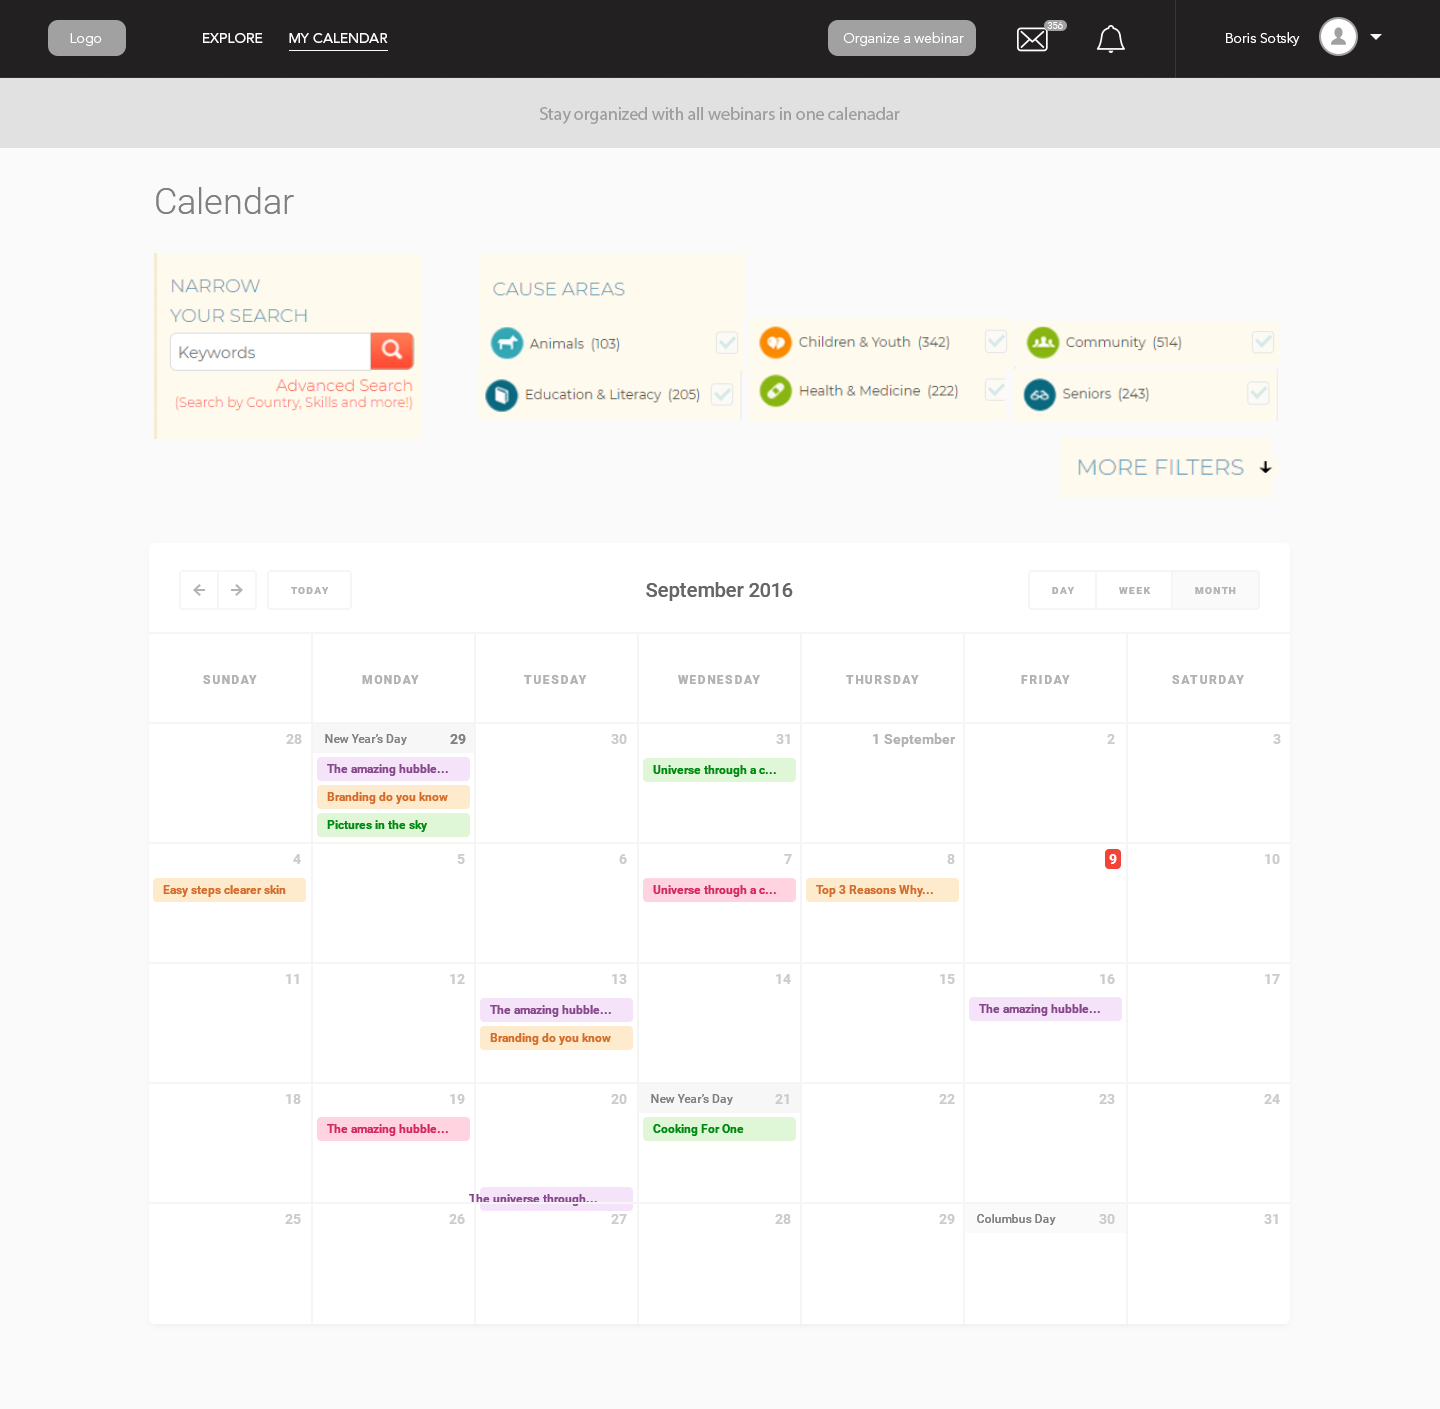 Logo
EXPLORE
MY CALENDAR
Organize a webinar
356
Boris Sotsky
Stay organized with all webinars in one calenadar
Calendar
NARROW
YOUR SEARCH
Keywords
Advanced Search
(Search by Country, Skills and more!)
CAUSE AREAS
Animals (103)
Children & Youth (342)
Community (514)
Education & Literacy (205)
Health & Medicine (222)
Seniors (243)
MORE FILTERS
TODAY
September 2016
DAY
WEEK
MONTH
SUNDAY
MONDAY
TUESDAY
WEDNESDAY
THURSDAY
FRIDAY
SATURDAY
28
New Year's Day 29
30
31
1 September
2
3
The amazing hubble...
Branding do you know
Pictures in the sky
Universe through a c...
4
5
6
7
8
9
10
Easy steps clearer skin
Universe through a c...
Top 3 Reasons Why...
11
12
13
14
15
16
17
The amazing hubble...
Branding do you know
The amazing hubble...
18
19
20
New Year's Day 21
22
23
24
The amazing hubble...
Cooking For One
The universe through...
25
26
27
28
29
Columbus Day 30
31